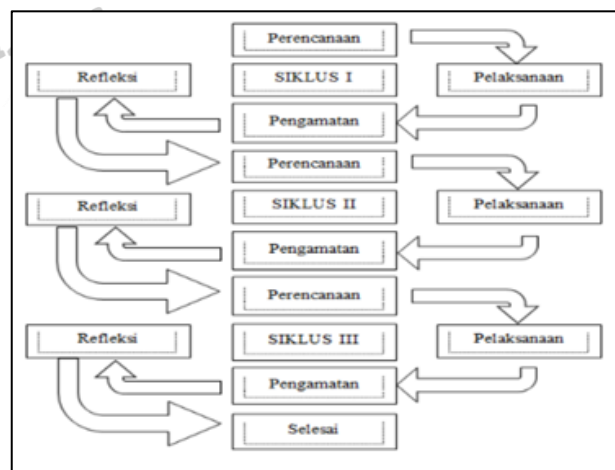 Perencanaan
Refleksi
SIKLUS I
Pelaksanaan
Pengamatan
Perencanaan
Refleksi
SIKLUS II
Pelaksanaan
Pengamatan
Perencanaan
Refleksi
SIKLUS III
Pelaksanaan
Pengamatan
Selesai